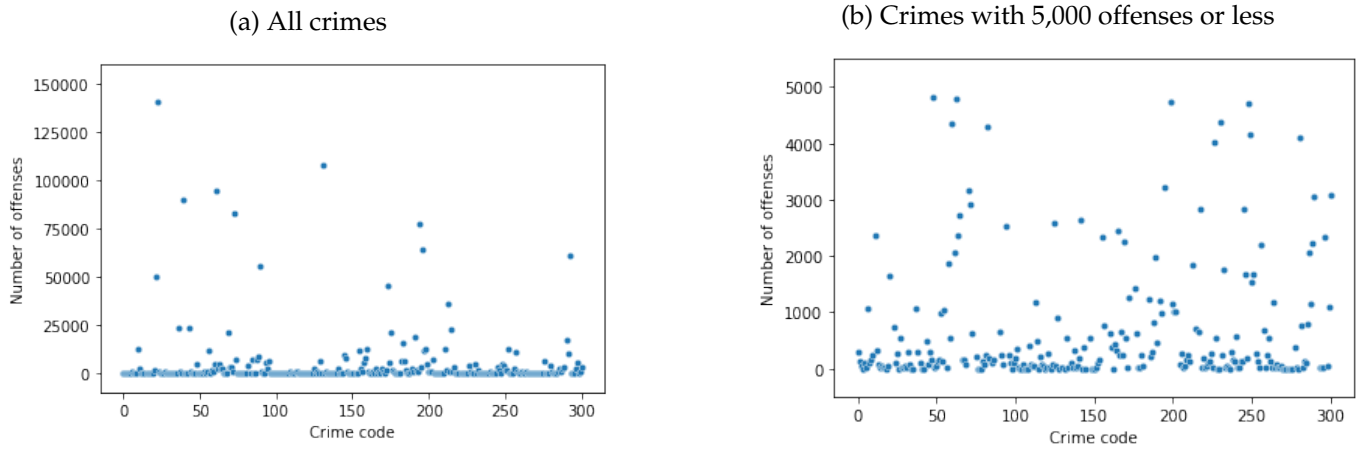 (a) All crimes
150000
125000
100000
75000
50000
25000
0
Number of offenses
0 50 100 150 200 250 300
Crime code
(b) Crimes with 5,000 offenses or less
5000
4000
3000
2000
1000
0
Number of offenses
0 50 100 150 200 250 300
Crime code